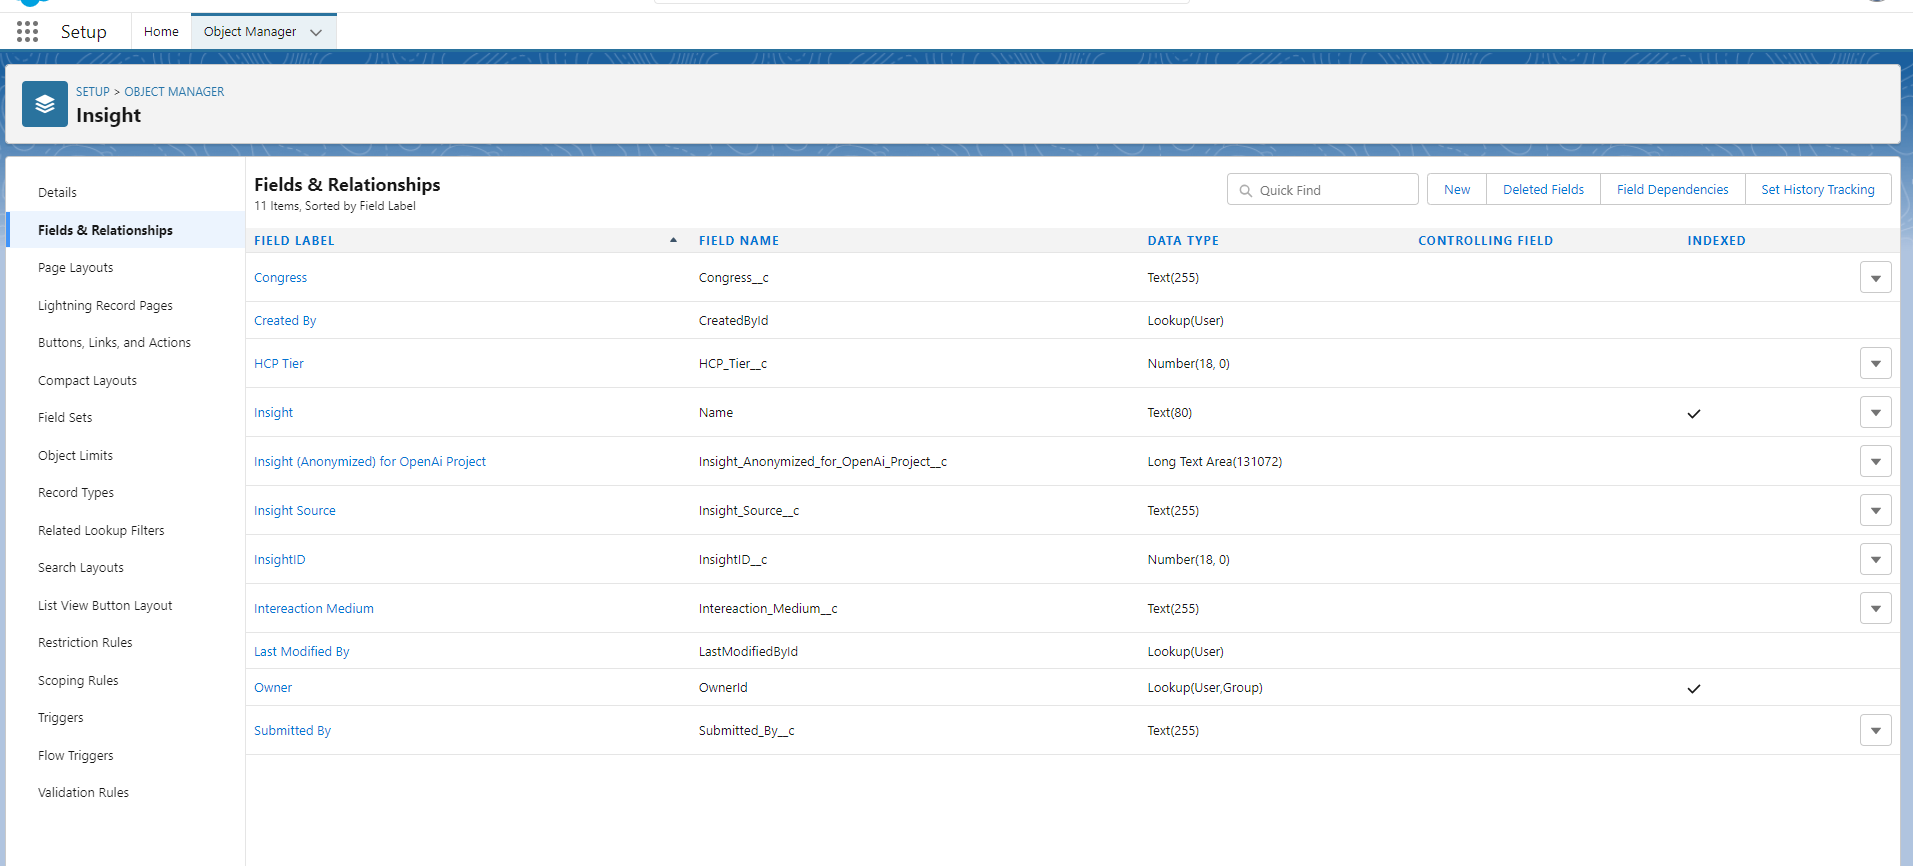 Setup
Home
Object Manager
SETUP > OBJECT MANAGER
Insight
Details
Fields & Relationships
Page Layouts
Lightning Record Pages
Buttons, Links, and Actions
Compact Layouts
Field Sets
Object Limits
Record Types
Related Lookup Filters
Search Layouts
List View Button Layout
Restriction Rules
Scoping Rules
Triggers
Flow Triggers
Validation Rules
Fields & Relationships
11 Items, Sorted by Field Label
Quick Find
New
Deleted Fields
Field Dependencies
Set History Tracking
FIELD LABEL FIELD NAME DATA TYPE CONTROLLING FIELD INDEXED
Congress Congress__c Text(255)
Created By CreatedById Lookup(User)
HCP Tier HCP_Tier__c Number(18, 0)
Insight Name Text(80)
Insight (Anonymized) for OpenAi Project Insight_Anonymized_for_OpenAi_Project__c Long Text Area(131072)
Insight Source Insight_Source__c Text(255)
InsightID InsightID__c Number(18, 0)
Intereaction Medium Intereaction_Medium__c Text(255)
Last Modified By LastModifiedById Lookup(User)
Owner OwnerId Lookup(User,Group)
Submitted By Submitted_By__c Text(255)